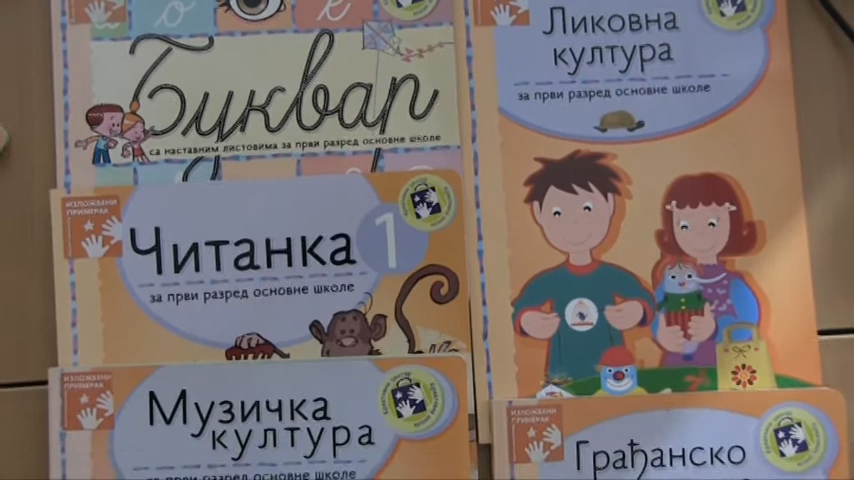 Буквар
са наставним листовима за први разред основне школе
ИЗЛОЖБЕНИ
ПРИМЕРАК
Читанка 1
за први разред основне школе
ИЗЛОЖБЕНИ
ПРИМЕРАК
Музичка
култура
за први разред основне школе
Ликовна
култура
за први разред основне школе
ИЗЛОЖБЕНИ
ПРИМЕРАК
Грађанско